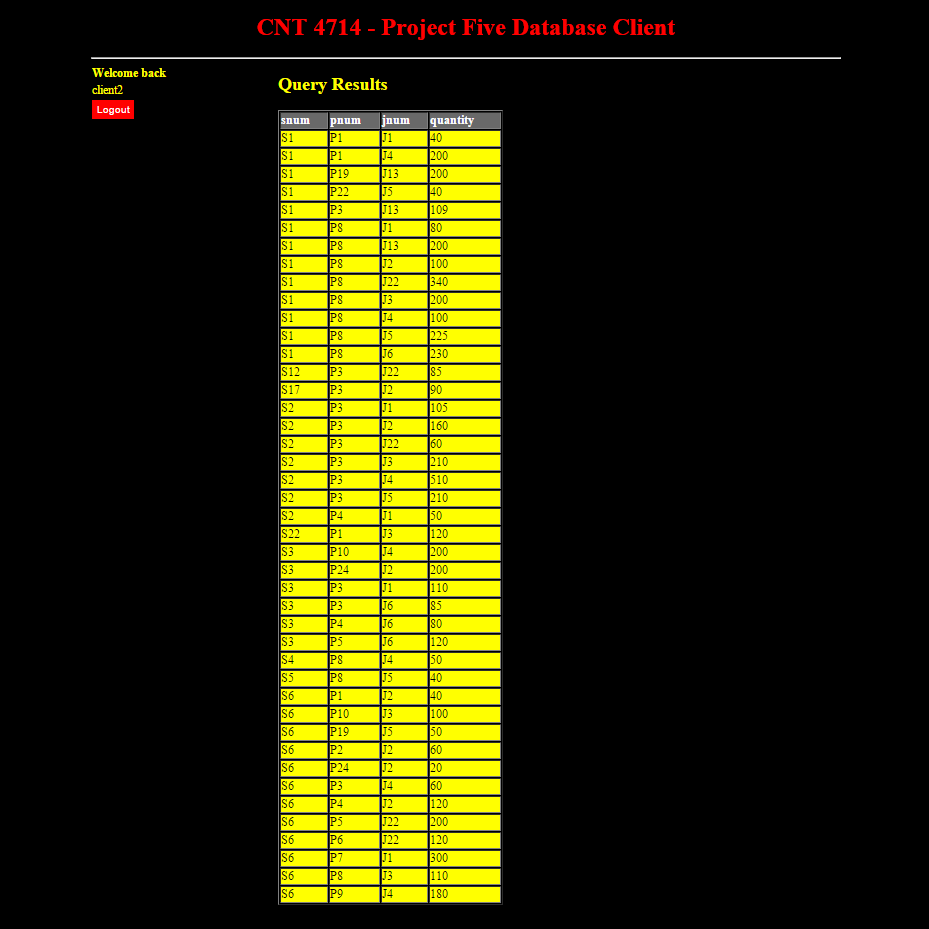 CNT 4714 - Project Five Database Client
Welcome back
client2
Logout
Query Results
snum pnum jnum quantity
S1 P1 J1 40
S1 P1 J4 200
S1 P19 J13 200
S1 P22 J5 40
S1 P3 J13 109
S1 P8 J1 80
S1 P8 J13 200
S1 P8 J2 100
S1 P8 J22 340
S1 P8 J3 200
S1 P8 J4 100
S1 P8 J5 225
S1 P8 J6 230
S12 P3 J22 85
S17 P3 J2 90
S2 P3 J1 105
S2 P3 J2 160
S2 P3 J22 60
S2 P3 J3 210
S2 P3 J4 510
S2 P3 J5 210
S2 P4 J1 50
S22 P1 J3 120
S3 P10 J4 200
S3 P24 J2 200
S3 P3 J1 110
S3 P3 J6 85
S3 P4 J6 80
S3 P5 J6 120
S4 P8 J4 50
S5 P8 J5 40
S6 P1 J2 40
S6 P10 J3 100
S6 P19 J5 50
S6 P2 J2 60
S6 P24 J2 20
S6 P3 J4 60
S6 P4 J2 120
S6 P5 J22 200
S6 P6 J22 120
S6 P7 J1 300
S6 P8 J3 110
S6 P9 J4 180